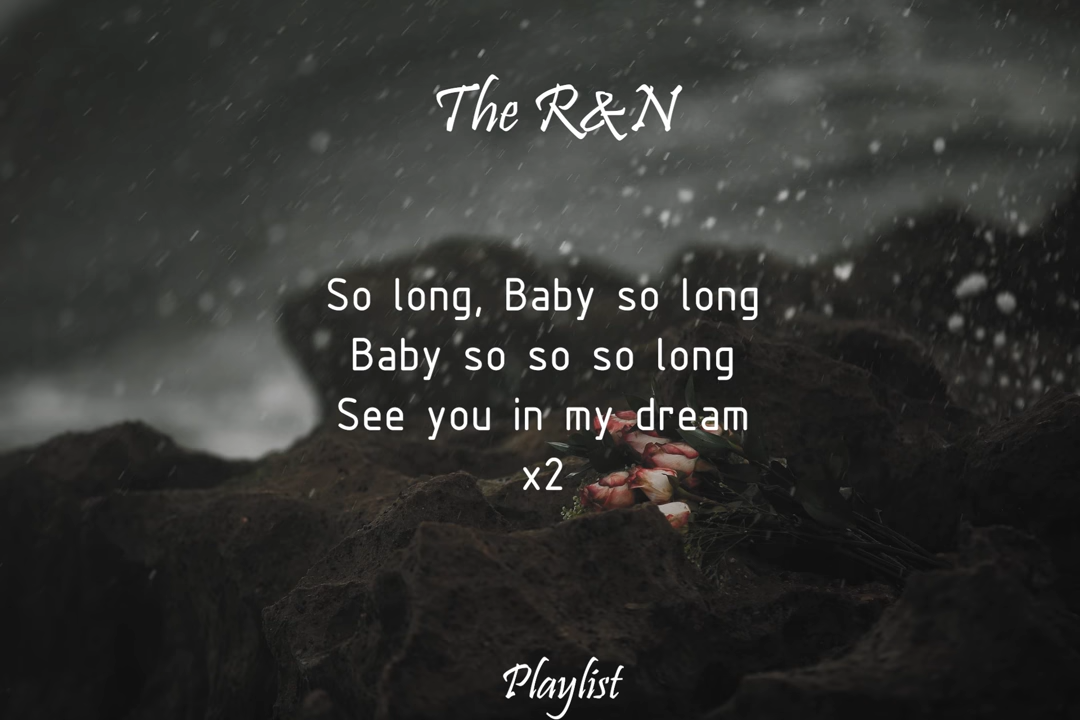 The R&N
So long, Baby so long
Baby so so so long
See you in my dream
x2
Playlist